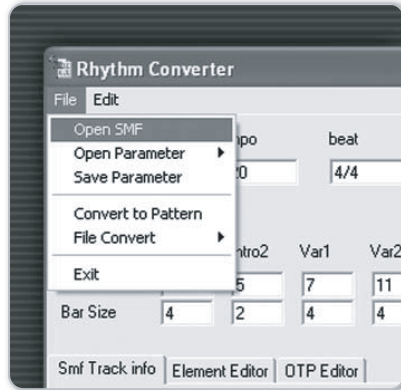 Rhythm Converter
File Edit
Open SMF
Open Parameter
Save Parameter
Convert to Pattern
File Convert
Exit
beat
4/4
Var1 Var2
5 7 11
Bar Size 4 2 4 4
Smf Track info Element Editor OTP Editor